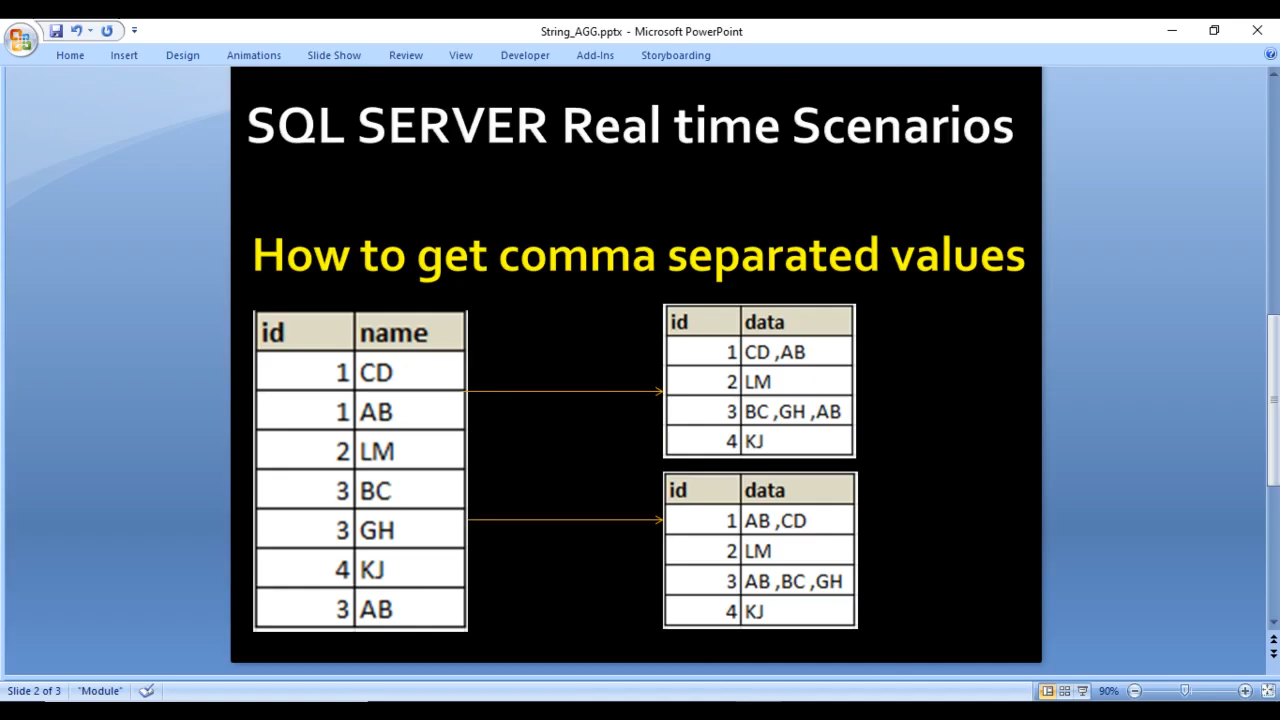 String_AGG.pptx - Microsoft PowerPoint
Home Insert Design Animations Slide Show Review View Developer Add-Ins Storyboarding
SQL SERVER Real time Scenarios
How to get comma separated values
id name
1 CD
1 AB
2 LM
3 BC
3 GH
4 KJ
3 AB
id data
1 CD ,AB
2 LM
3 BC ,GH ,AB
4 KJ
id data
1 AB ,CD
2 LM
3 AB ,BC ,GH
4 KJ
Slide 2 of 3 "Module" 90%